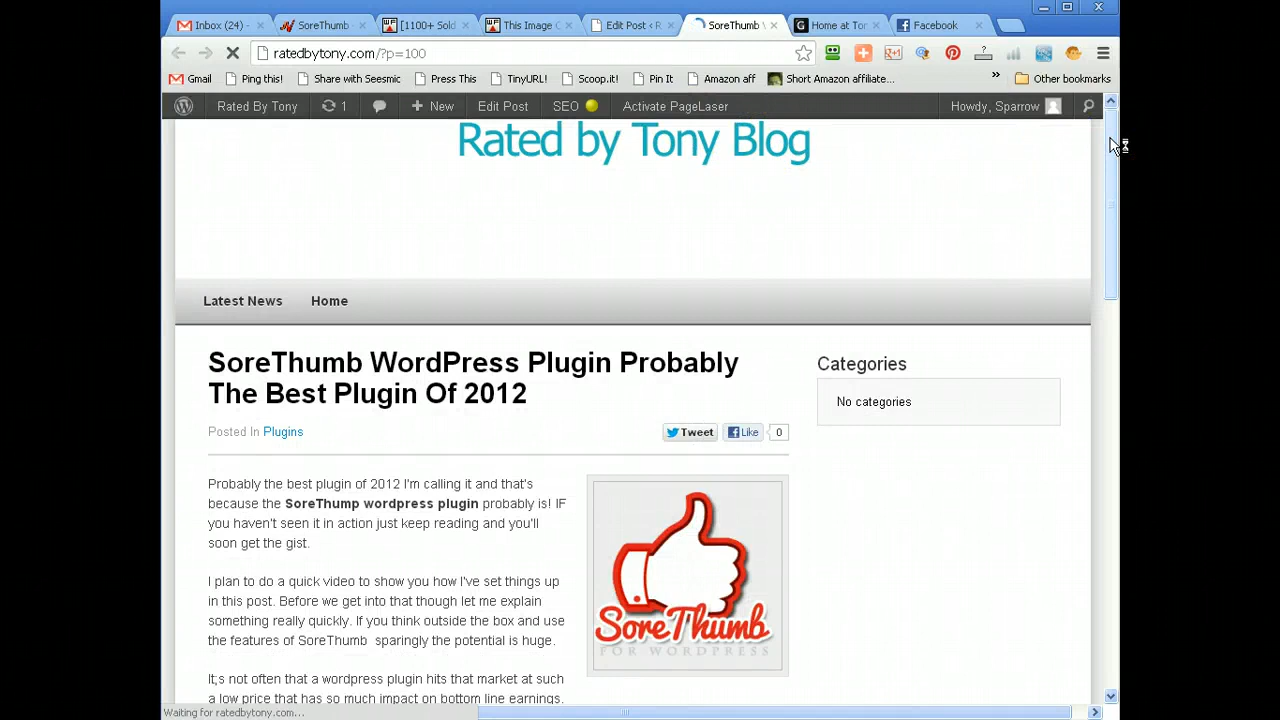 Inbox (24) -
SoreThumb
[1100+ Sold
This Image C
Edit Post < R
SoreThumb \
Home at Tor
Facebook
ratedbytony.com/?p=100
Gmail
Ping this!
Share with Seesmic
Press This
TinyURL!
Scoop.it!
Pin It
Amazon aff
Short Amazon affiliate...
»
Other bookmarks
Rated By Tony
1
+ New
Edit Post
SEO
Activate PageLaser
Howdy, Sparrow
Rated by Tony Blog
Latest News
Home
SoreThumb WordPress Plugin Probably
The Best Plugin Of 2012
Posted In Plugins
Tweet
Like
0
Categories
No categories
Probably the best plugin of 2012 I'm calling it and that's
because the SoreThump wordpress plugin probably is! IF
you haven't seen it in action just keep reading and you'll
soon get the gist.
I plan to do a quick video to show you how I've set things up
in this post. Before we get into that though let me explain
something really quickly. If you think outside the box and use
the features of SoreThumb sparingly the potential is huge.
It;s not often that a wordpress plugin hits that market at such
a low price that has so much impact on bottom line earnings.
SoreThumb
FOR WORDPRESS
Waiting for ratedbytony.com...